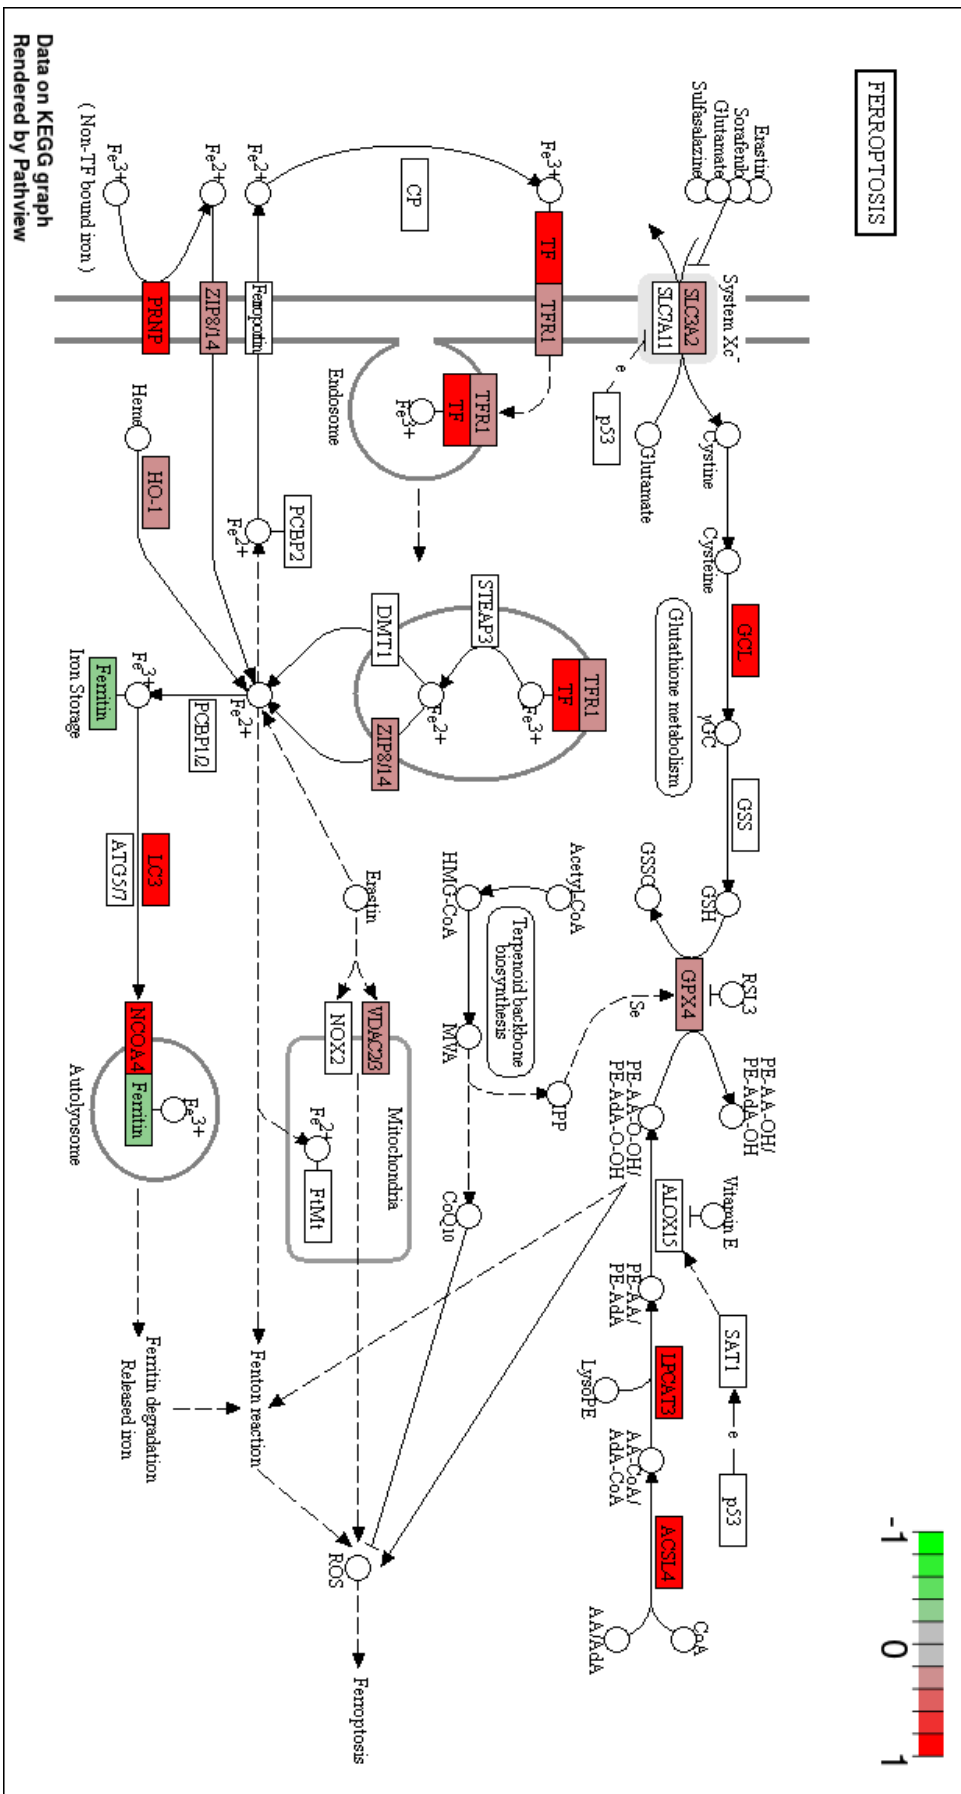 FERROPTOSIS
-1
0
1
Erastin
Sorafenib
Glutamate
Sulfasalazine
System Xc-
SLC3A2
SLC7A11
e
p53
Glutamate
Cystine
Cysteine
GCL
Glutathione metabolism
γGC
GSS
GSH
GSSG
RSL3
GPX4
Se
PE-AA-OH/
PE-AdA-OH
PE-AA-O-OH/
PE-AdA-O-OH
Vitamin E
ALOX15
SAT1
e
p53
PE-AA/
PE-AdA
LPCAT3
LysoPE
AA-CoA/
AdA-CoA
ACSL4
CoA
AA/AdA
Fe3+
TF
TFR1
CP
TFR1
TF
Fe3+
Endosome
TFR1
TF
Fe3+
STEAP3
Fe2+
DMT1
ZIP8/14
Acetyl-CoA
HMG-CoA
Terpenoid backbone
biosynthesis
MVA
IPP
CoQ10
Erastin
VDAC2/3
NOX2
Mitochondria
Fe2+
FtMt
Fe2+
Ferroportin
PCBP2
Fe2+
Fe2+
Fe2+
ZIP8/14
Fe3+
( Non-TF bound iron )
PRNP
Heme
HO-1
PCBP1/2
Fe3+
Ferritin
Iron Storage
LC3
ATG5/7
NCOA4
Ferritin
Fe3+
Autolyosome
Ferritin degradation
Released iron
Fenton reaction
ROS
Ferroptosis
Data on KEGG graph
Rendered by Pathview